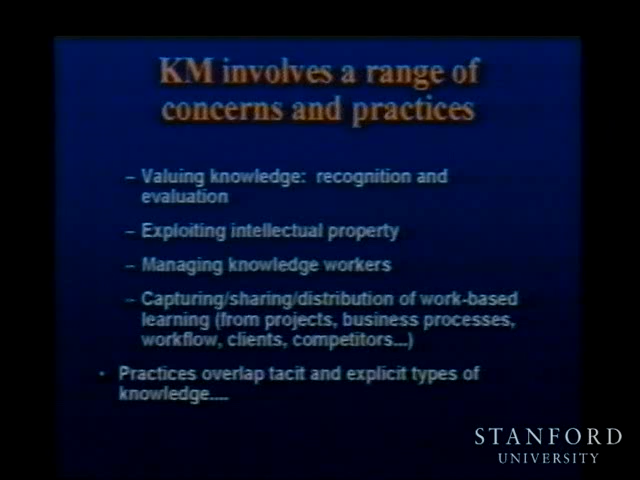 KM involves a range of
concerns and practices
– Valuing knowledge: recognition and
evaluation
– Exploiting intellectual property
– Managing knowledge workers
– Capturing/sharing/distribution of work-based
learning (from projects, business processes,
workflow, clients, competitors...)
• Practices overlap tacit and explicit types of
knowledge....
STANFORD
UNIVERSITY